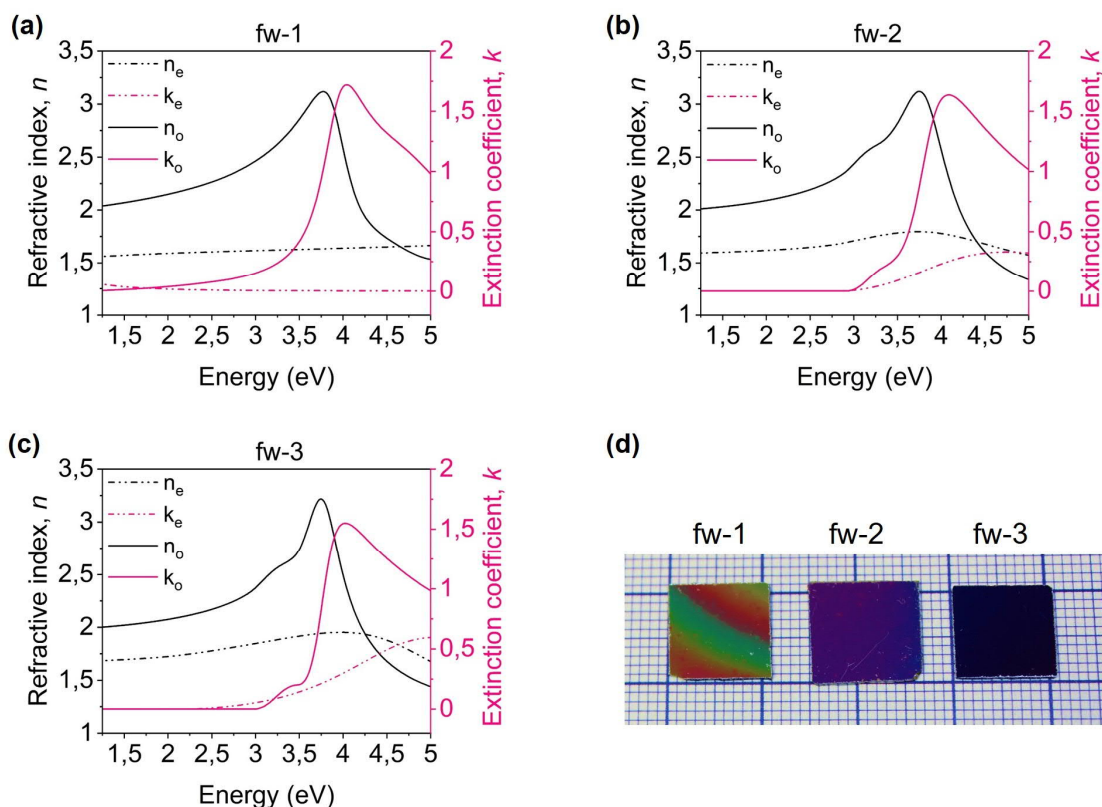 (a)
fw-1
3,5
3
2,5
2
1,5
1
Refractive index, n
n_e
k_e
n_o
k_o
2
1,5
1
0,5
0
Extinction coefficient, k
1,5 2 2,5 3 3,5 4 4,5 5
Energy (eV)
(b)
fw-2
3,5
3
2,5
2
1,5
1
Refractive index, n
n_e
k_e
n_o
k_o
2
1,5
1
0,5
0
Extinction coefficient, k
1,5 2 2,5 3 3,5 4 4,5 5
Energy (eV)
(c)
fw-3
3,5
3
2,5
2
1,5
1
Refractive index, n
n_e
k_e
n_o
k_o
2
1,5
1
0,5
0
Extinction coefficient, k
1,5 2 2,5 3 3,5 4 4,5 5
Energy (eV)
(d)
fw-1 fw-2 fw-3